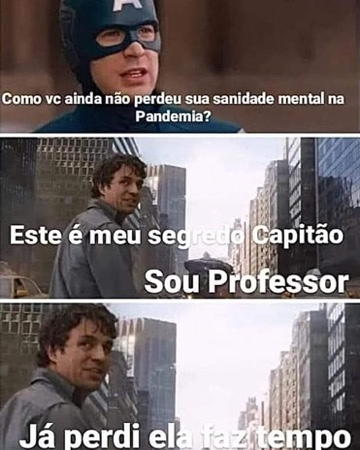 A
Como vc ainda não perdeu sua sanidade mental na
Pandemia?
Este é meu segredo Capitão
Sou Professor
Já perdi ela faz tempo